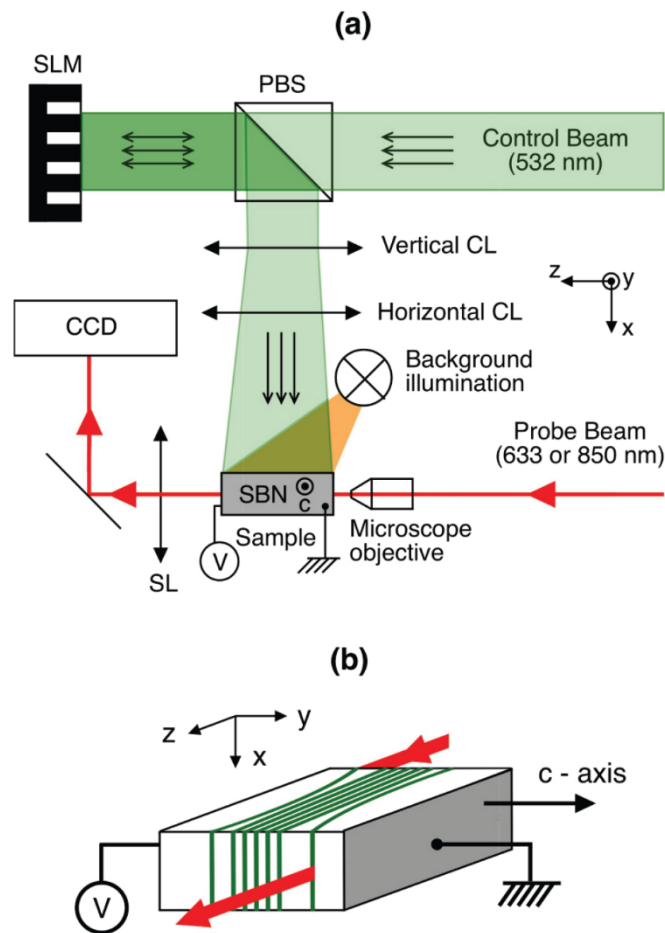 (a)
SLM
PBS
Control Beam
(532 nm)
Vertical CL
z
y
x
Horizontal CL
CCD
Background
illumination
Probe Beam
(633 or 850 nm)
SBN
c
V
Sample
Microscope
objective
SL
(b)
z
y
x
c - axis
V